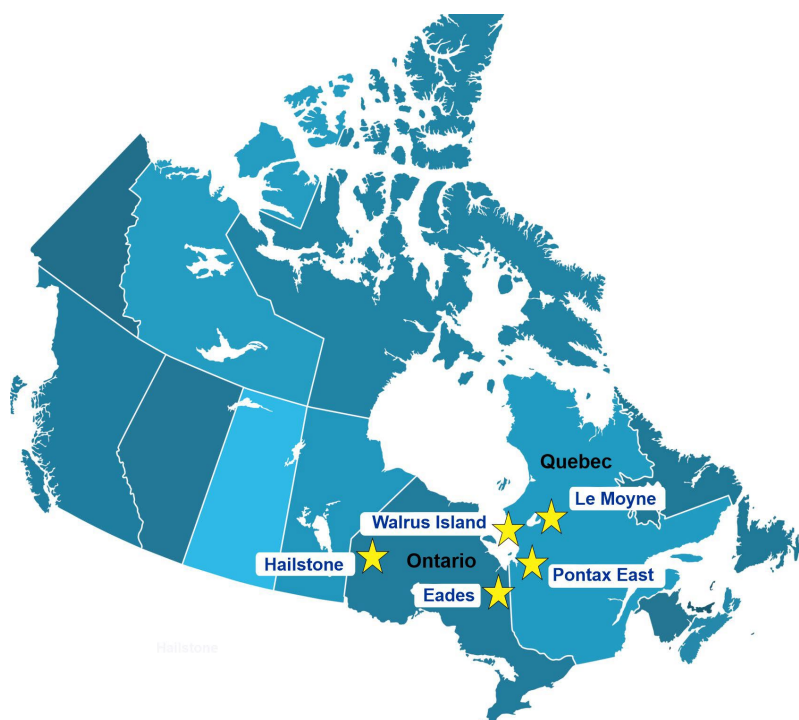 Quebec
Le Moyne
Walrus Island
Hailstone
Ontario
Pontax East
Eades
Hailstone